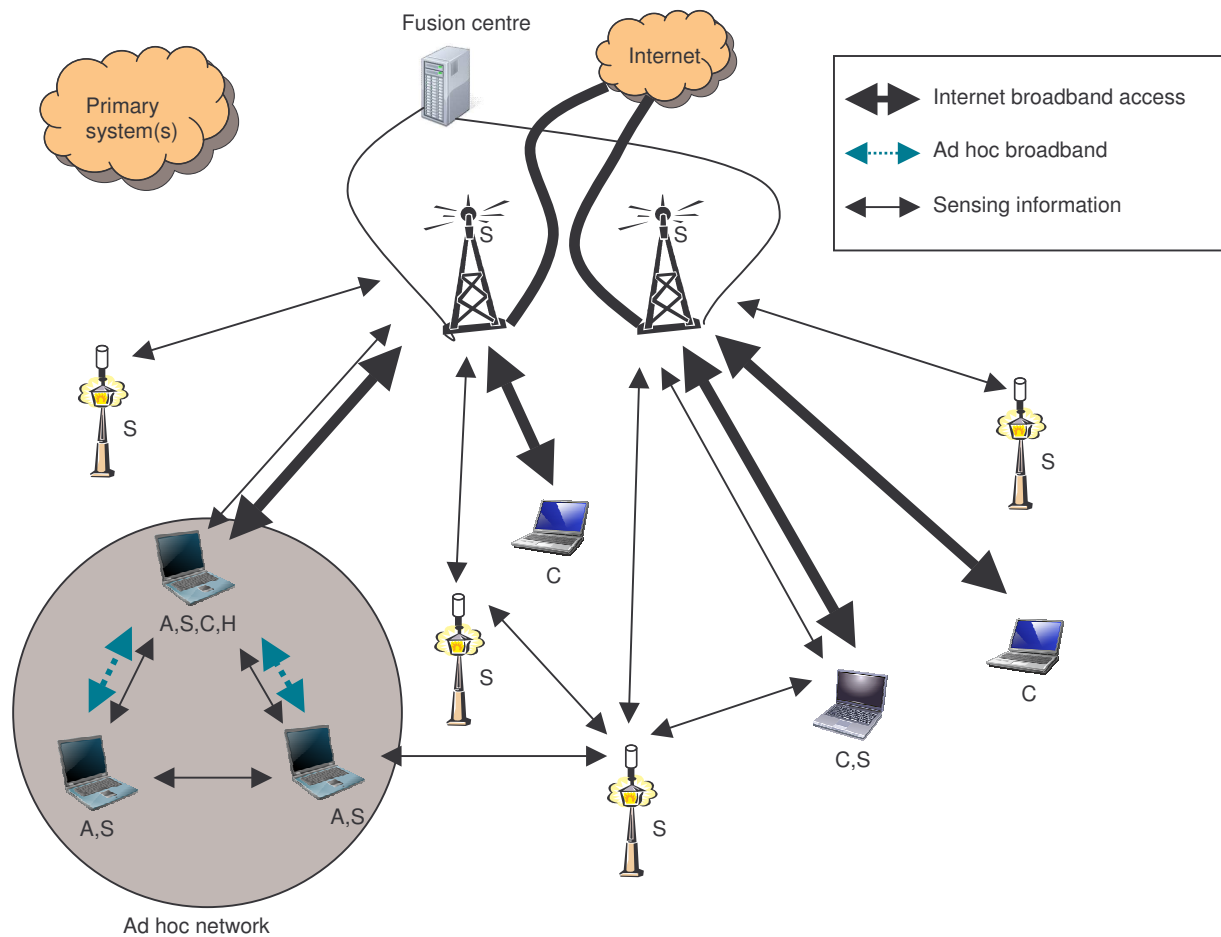 Fusion centre
Internet
Primary
system(s)
Internet broadband access
Ad hoc broadband
Sensing information
S
S
S
S
A,S,C,H
C
S
C
A,S
A,S
C,S
S
Ad hoc network